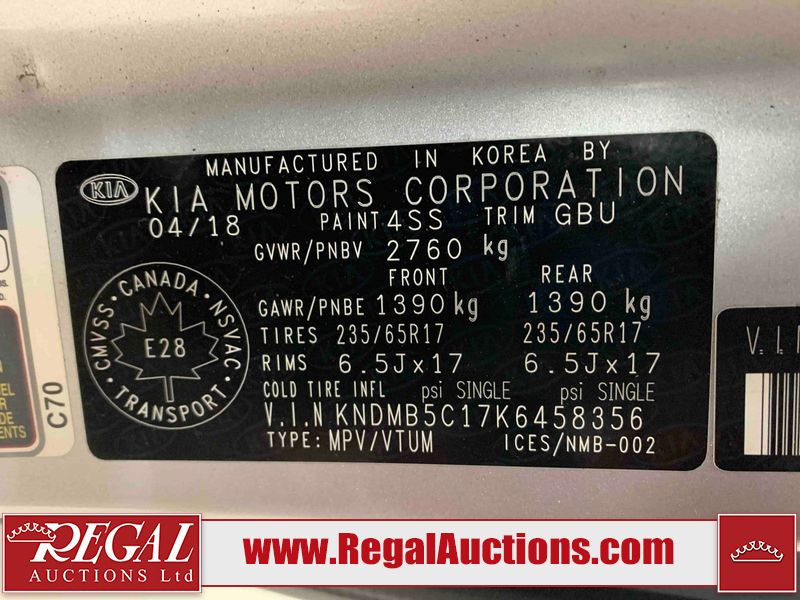 MANUFACTURED IN KOREA BY
KIA KIA MOTORS CORPORATION
04/18 PAINT 4SS TRIM GBU
GVWR/PNBV 2760 kg
FRONT REAR
GAWR/PNBE 1390 kg 1390 kg
TIRES 235/65R17 235/65R17
RIMS 6.5Jx17 6.5Jx17
COLD TIRE INFL psi SINGLE psi SINGLE
V.I.N KNDMB5C17K6458356
TYPE: MPV/VTUM ICES/NMB-002
CMVSS · CANADA · NSVAC · TRANSPORT ·
E28
C70
V.I.
REGAL
AUCTIONS Ltd
www.RegalAuctions.com